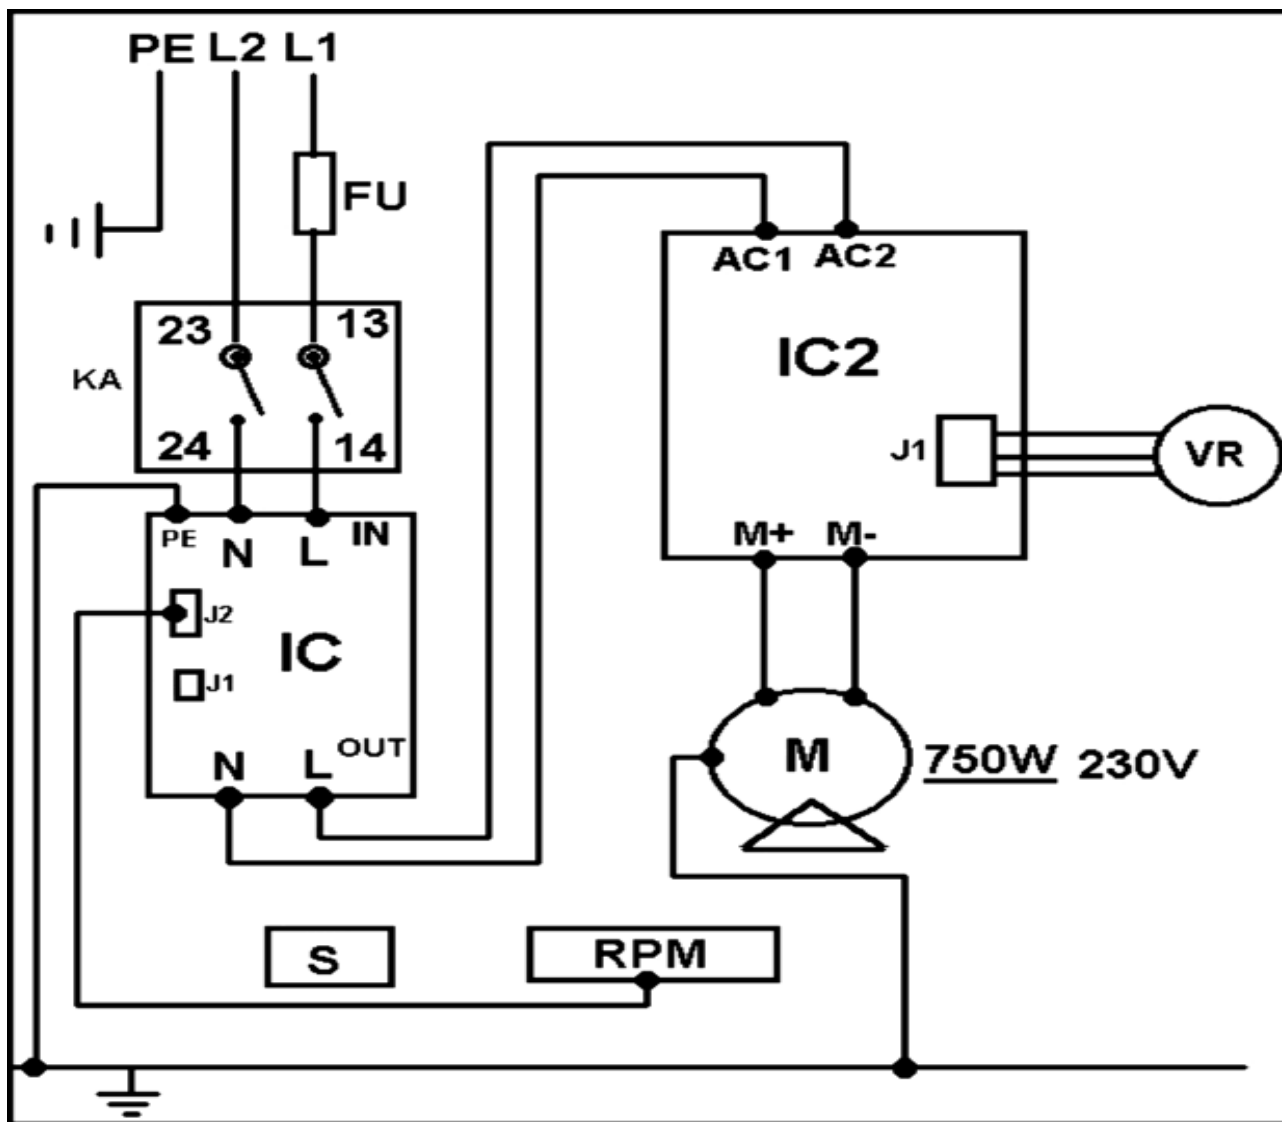 PE L2 L1
FU
AC1 AC2
23 13
KA
IC2
24 14
J1
VR
PE N L IN
M+ M-
J2
IC
J1
N L OUT
M
750W 230V
S
RPM